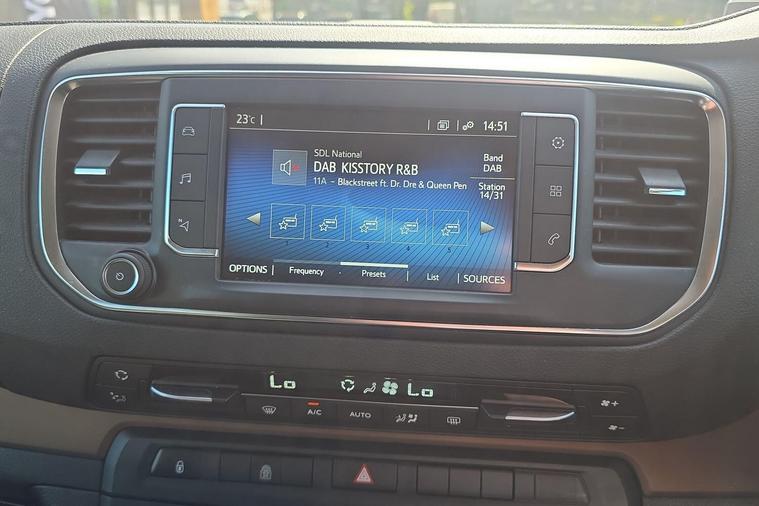 23°c
14:51
SDL National
DAB KISSTORY R&B
11A - Blackstreet ft. Dr. Dre & Queen Pen
Band
DAB
Station
14/31
1 2 3 4 5
OPTIONS
Frequency
Presets
List
SOURCES
N
Lo
Lo
A/C
AUTO